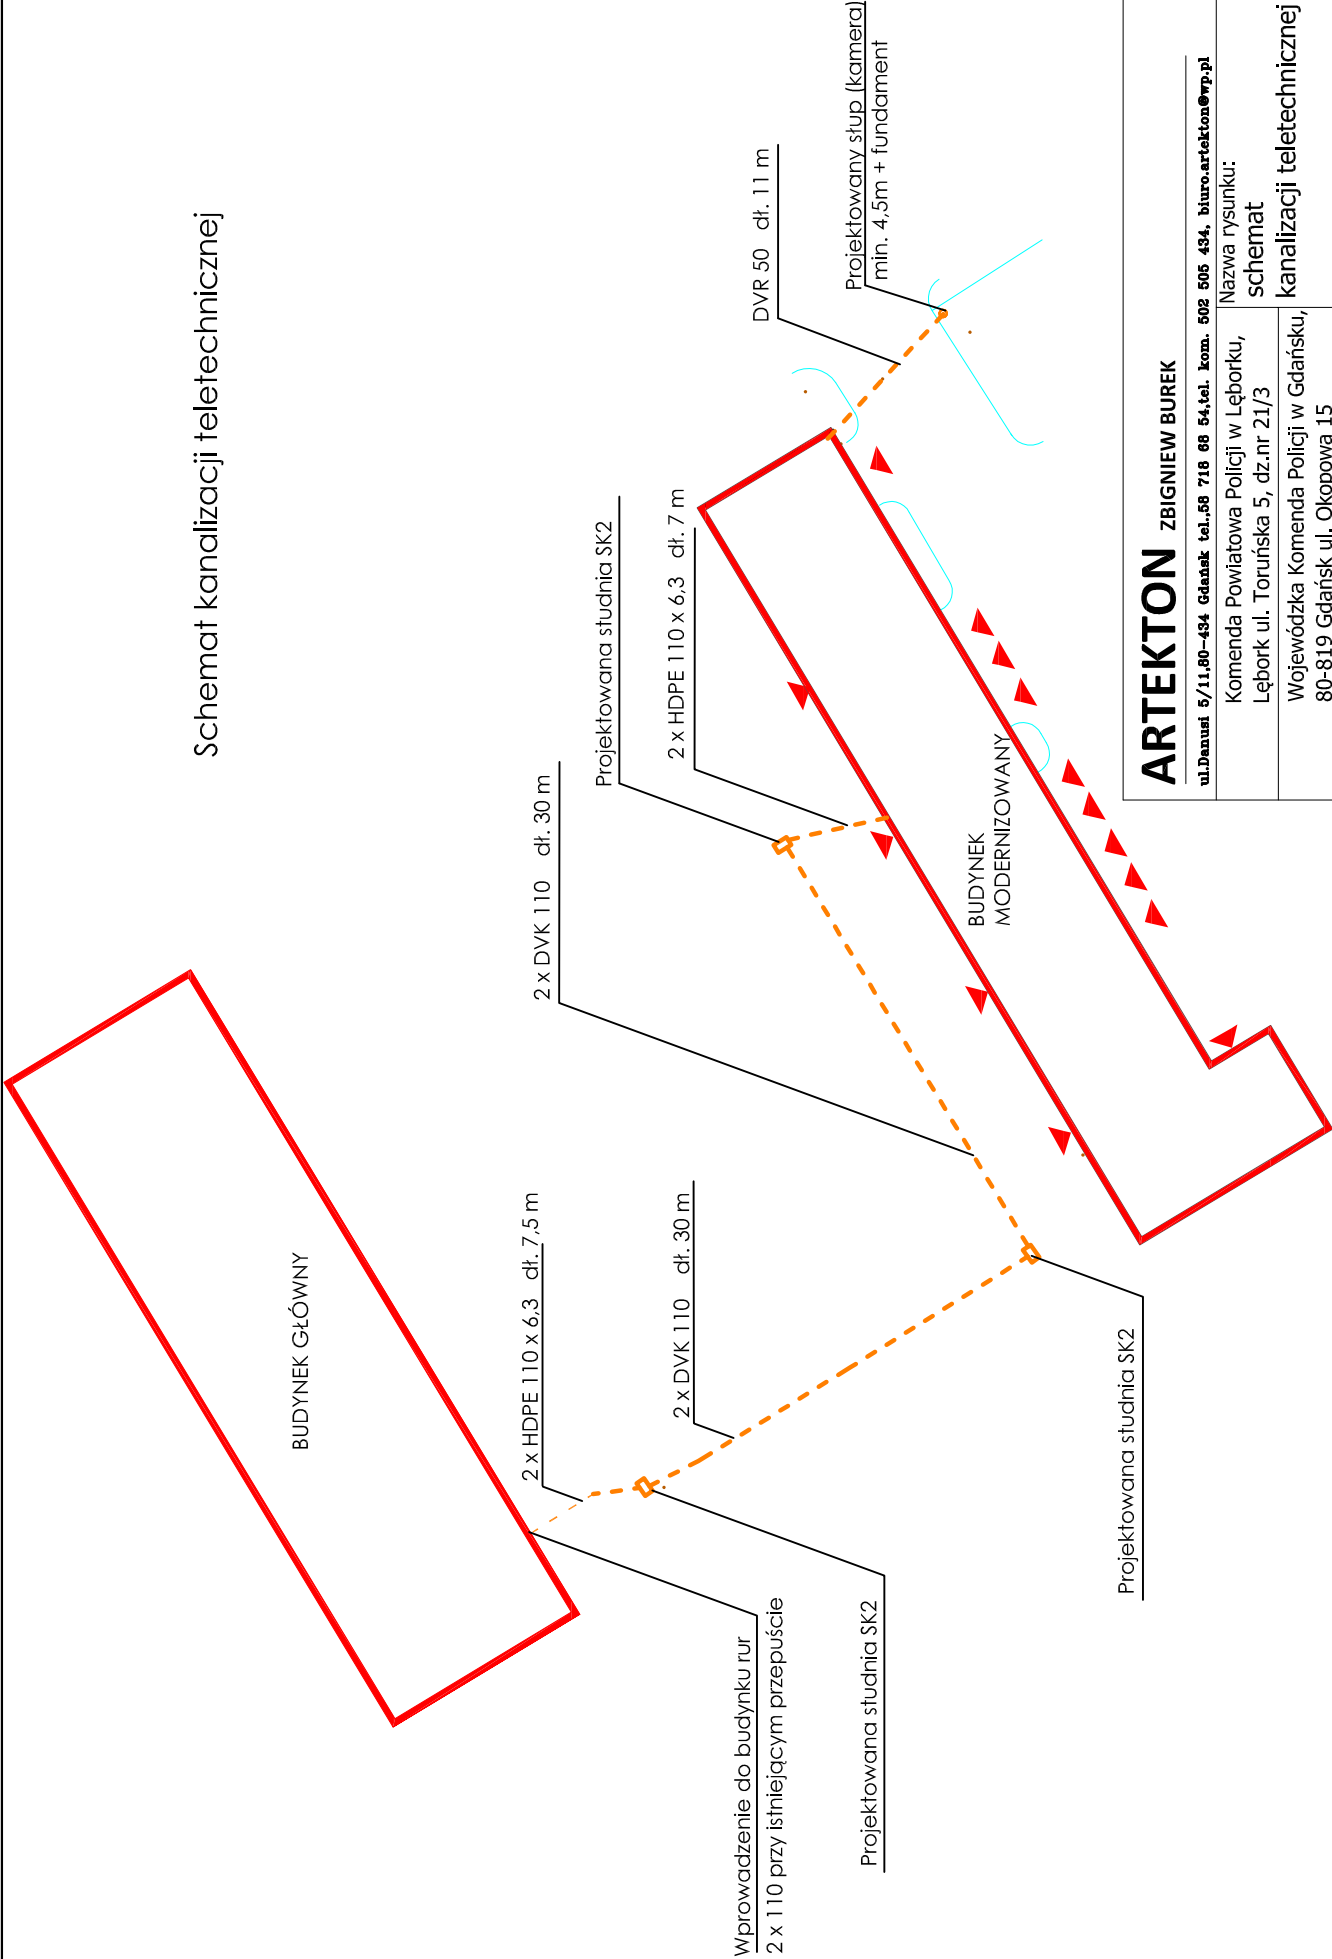 Schemat kanalizacji teletechnicznej
BUDYNEK GŁÓWNY
2 x HDPE 110 x 6,3 dł. 7,5 m
2 x DVK 110 dł. 30 m
Projektowana studnia SK2
2 x HDPE 110 x 6,3 dł. 7 m
2 x DVK 110 dł. 30 m
DVR 50 dł. 11 m
Projektowany słup (kamera)
min. 4,5m + fundament
Wprowadzenie do budynku rur
2 x 110 przy istniejącym przepuście
Projektowana studnia SK2
Projektowana studnia SK2
BUDYNEK
MODERNIZOWANY
ARTEKTON ZBIGNIEW BUREK
ul.Danusi 5/11,80-434 Gdańsk tel.,58 718 68 54,tel. kom. 502 505 434, biuro.artekton@wp.pl
Komenda Powiatowa Policji w Lęborku,
Lębork ul. Toruńska 5, dz.nr 21/3
Wojewódzka Komenda Policji w Gdańsku,
80-819 Gdańsk ul. Okopowa 15
Nazwa rysunku:
schemat
kanalizacji teletechnicznej